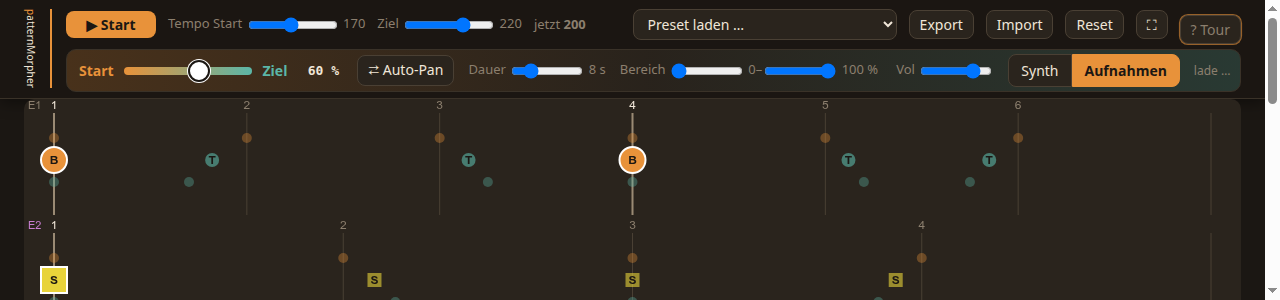 patternMorpher
▶ Start Tempo Start 170 Ziel 220 jetzt 200 Preset laden ... Export Import Reset ? Tour
Start Ziel 60 % ⇄ Auto-Pan Dauer 8 s Bereich 0– 100 % Vol Synth Aufnahmen lade ...
E1 1 2 3 4 5 6
B T T B T T
E2 1 2 3 4
S S S S